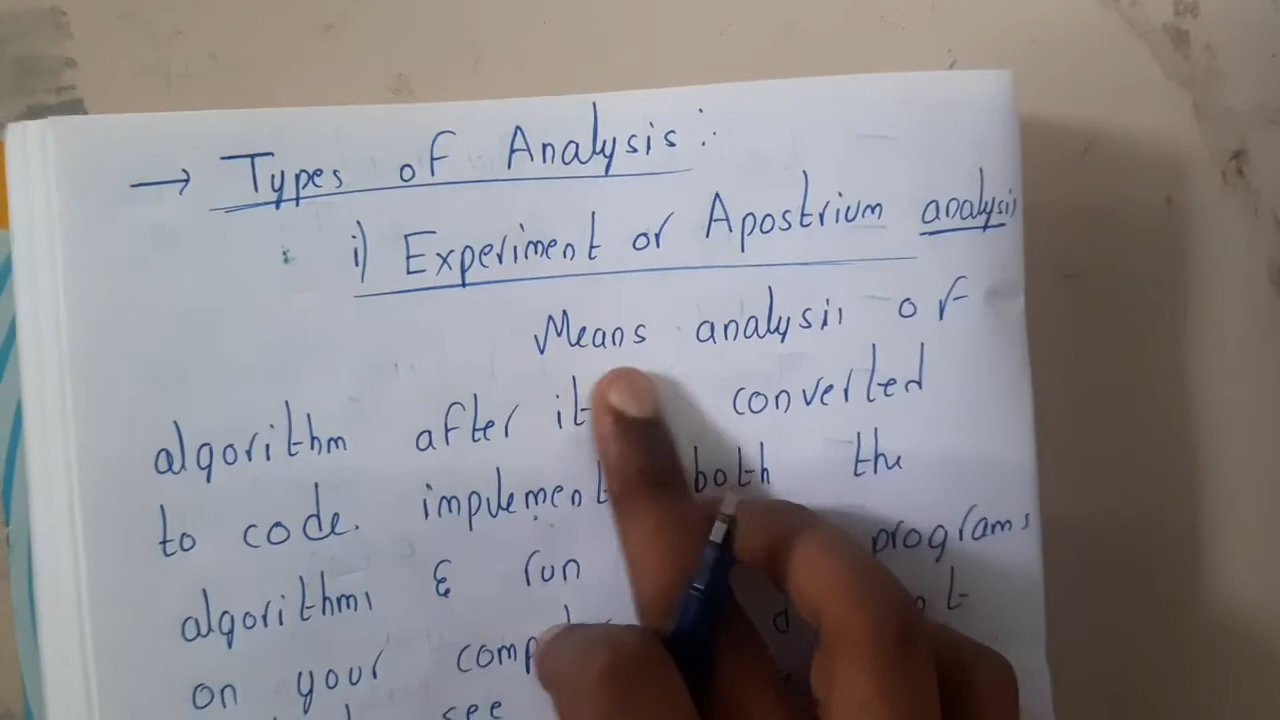 → Types of Analysis:
i) Experiment or Apostrium analysis
Means analysis of
algorithm after it converted
to code. implement both the
algorithms & run programs
on your
see